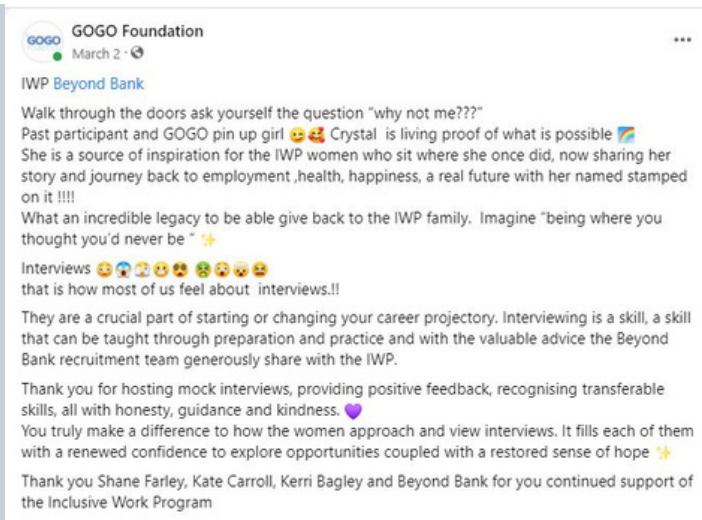 GOGO
GOGO Foundation
March 2 ·
IWP Beyond Bank
Walk through the doors ask yourself the question "why not me???"
Past participant and GOGO pin up girl 😉🥰 Crystal is living proof of what is possible 🌈
She is a source of inspiration for the IWP women who sit where she once did, now sharing her
story and journey back to employment ,health, happiness, a real future with her named stamped
on it !!!!
What an incredible legacy to be able give back to the IWP family. Imagine "being where you
thought you'd never be " ✨
Interviews 😳😱🫣😬😵 🤢😧🤯😫
that is how most of us feel about interviews.!!
They are a crucial part of starting or changing your career projectory. Interviewing is a skill, a skill
that can be taught through preparation and practice and with the valuable advice the Beyond
Bank recruitment team generously share with the IWP.
Thank you for hosting mock interviews, providing positive feedback, recognising transferable
skills, all with honesty, guidance and kindness. 💜
You truly make a difference to how the women approach and view interviews. It fills each of them
with a renewed confidence to explore opportunities coupled with a restored sense of hope ✨
Thank you Shane Farley, Kate Carroll, Kerri Bagley and Beyond Bank for you continued support of
the Inclusive Work Program